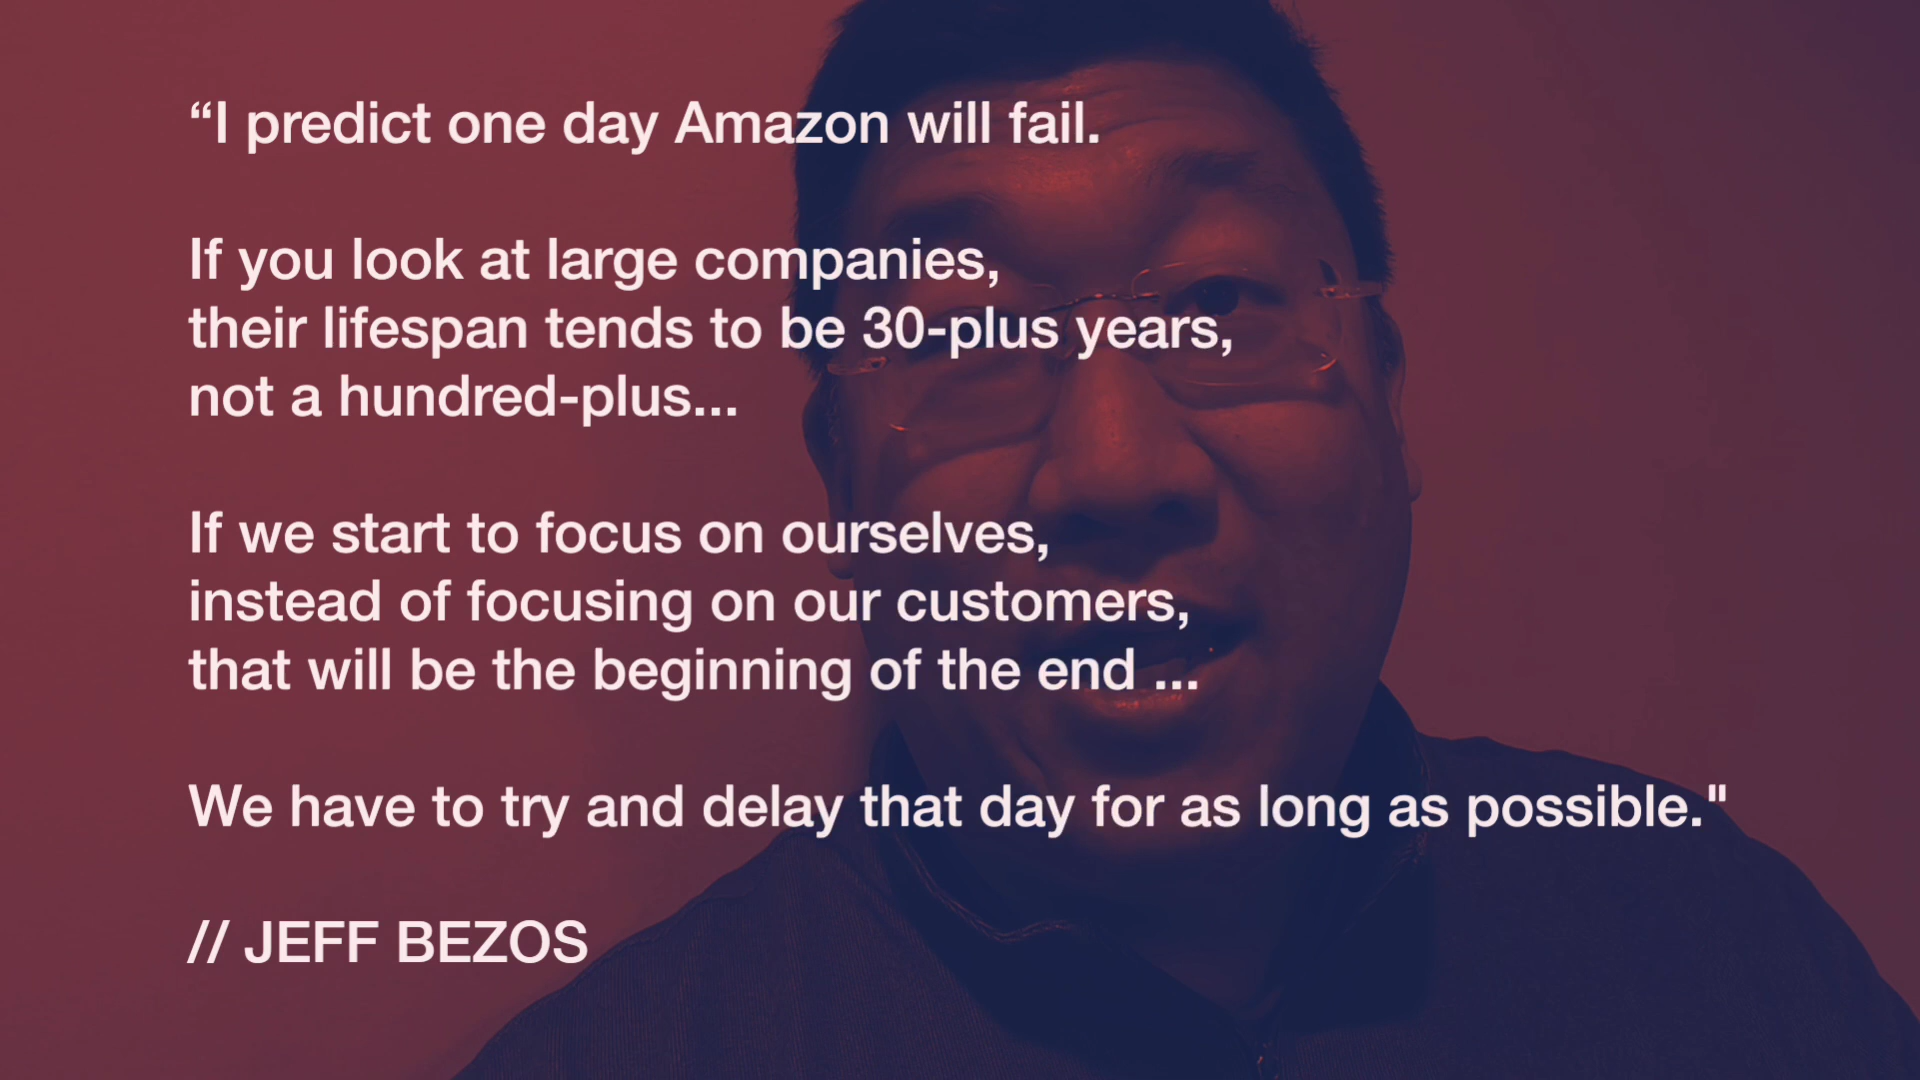 “I predict one day Amazon will fail.
If you look at large companies,
their lifespan tends to be 30-plus years,
not a hundred-plus...
If we start to focus on ourselves,
instead of focusing on our customers,
that will be the beginning of the end ...
We have to try and delay that day for as long as possible."
// JEFF BEZOS